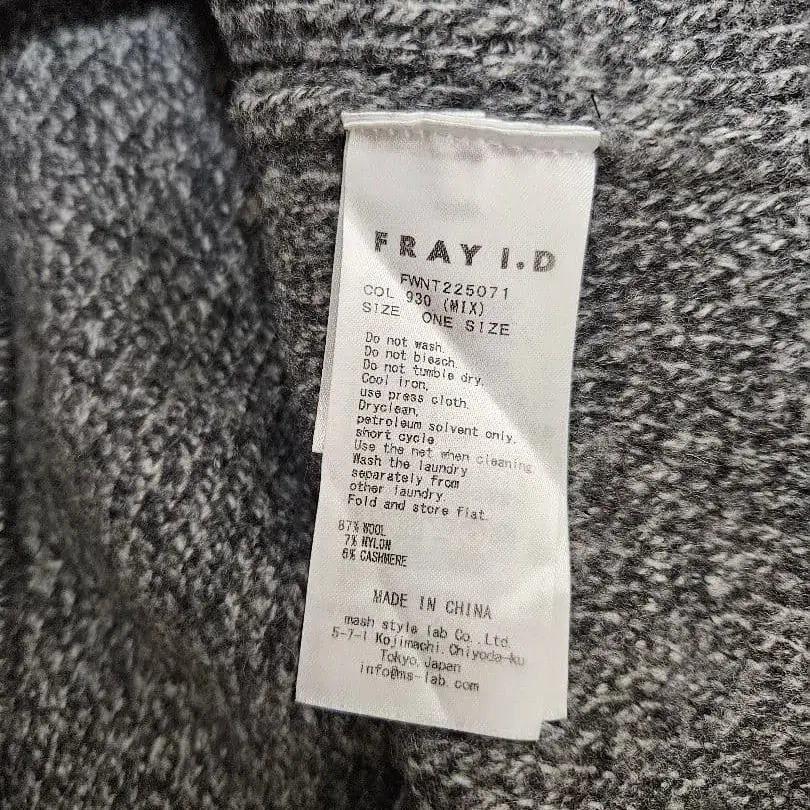 FRAY I.D
FWNT225071
COL 930 (MIX)
SIZE ONE SIZE
Do not wash.
Do not bleach.
Do not tumble dry.
Cool iron,
use press cloth.
Dryclean,
petroleum solvent only.
short cycle
Use the net when cleaning
Wash the laundry
separately from
other laundry.
Fold and store flat.
87% WOOL
7% NYLON
6% CASHMERE
MADE IN CHINA
mash style lab Co.,Ltd.
5-7-1 Kojimachi.Chiyoda-ku
Tokyo,Japan
info@ms-lab.com